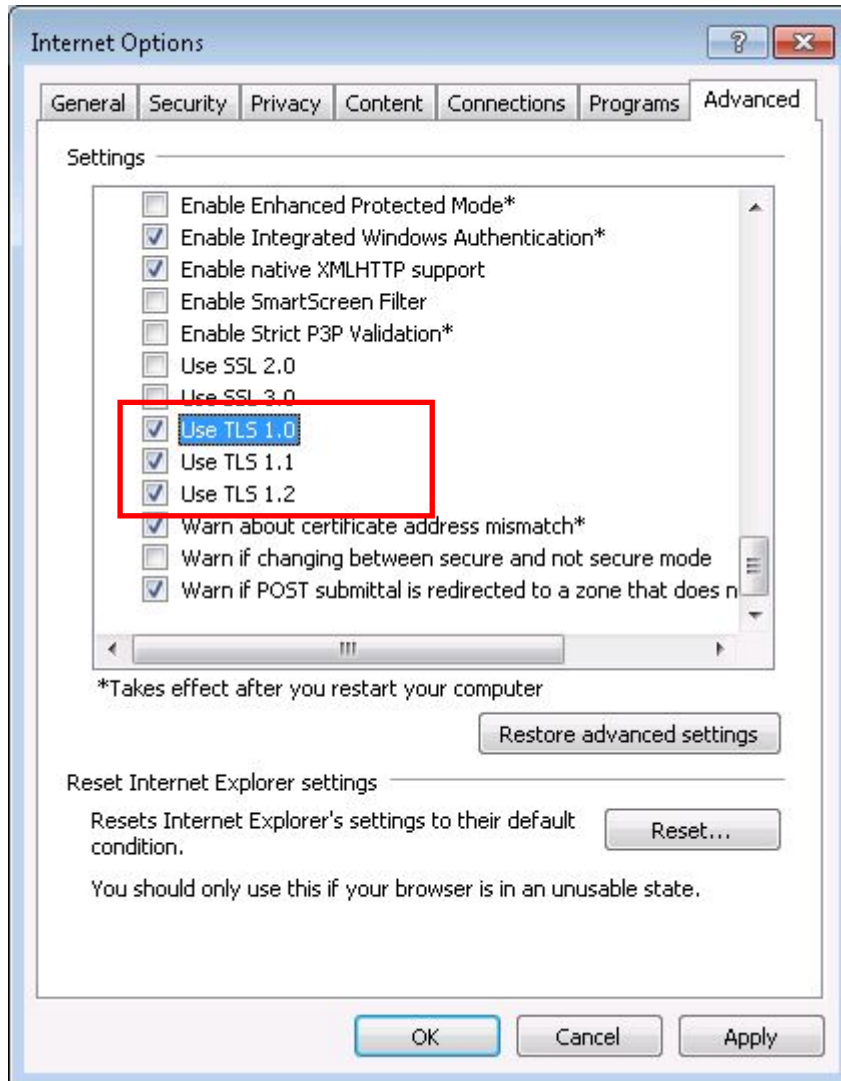 Internet Options
General Security Privacy Content Connections Programs Advanced
Settings
Enable Enhanced Protected Mode*
Enable Integrated Windows Authentication*
Enable native XMLHTTP support
Enable SmartScreen Filter
Enable Strict P3P Validation*
Use SSL 2.0
Use SSL 3.0
Use TLS 1.0
Use TLS 1.1
Use TLS 1.2
Warn about certificate address mismatch*
Warn if changing between secure and not secure mode
Warn if POST submittal is redirected to a zone that does n
*Takes effect after you restart your computer
Restore advanced settings
Reset Internet Explorer settings
Resets Internet Explorer's settings to their default
condition.
Reset...
You should only use this if your browser is in an unusable state.
OK Cancel Apply